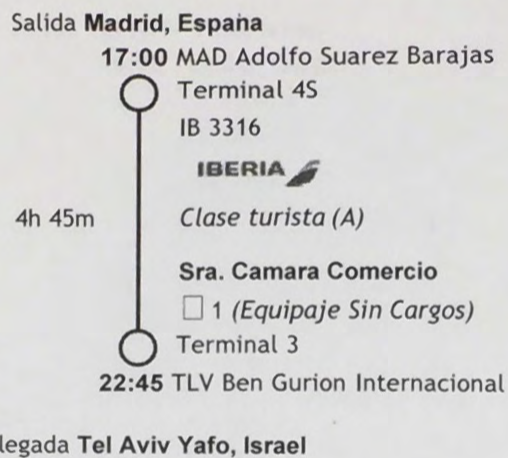 Salida Madrid, España
17:00 MAD Adolfo Suarez Barajas
Terminal 4S
IB 3316
IBERIA
4h 45m
Clase turista (A)
Sra. Camara Comercio
1 (Equipaje Sin Cargos)
Terminal 3
22:45 TLV Ben Gurion Internacional
legada Tel Aviv Yafo, Israel